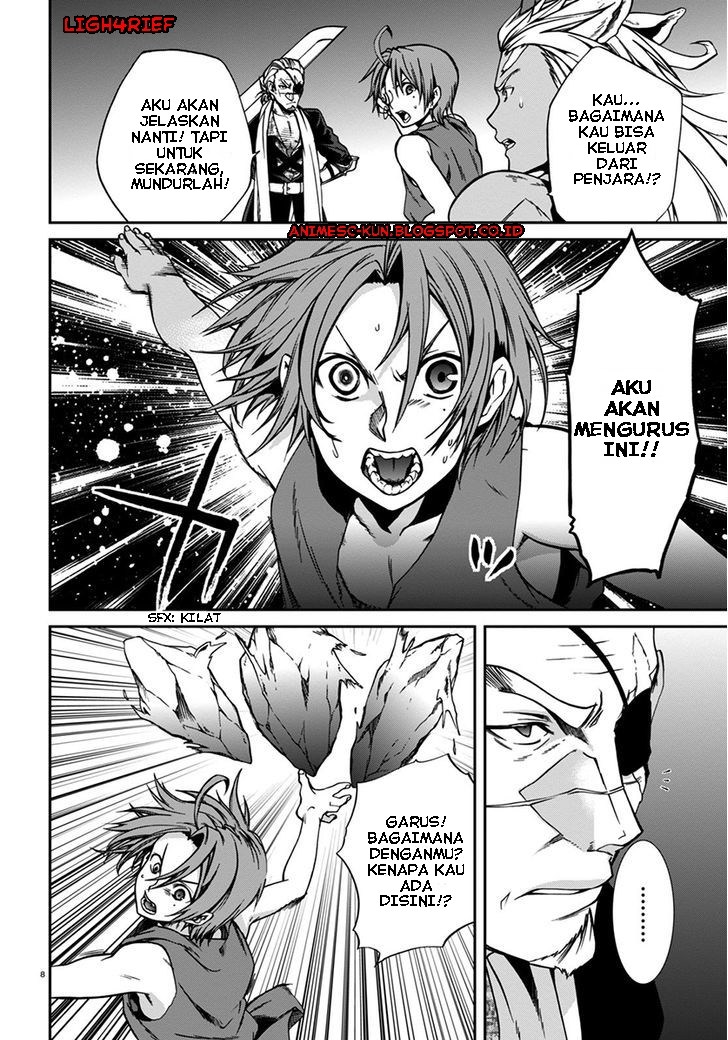 LIGH4RIEF
KAU...
BAGAIMANA
KAU BISA
KELUAR
DARI
PENJARA!?
AKU AKAN
JELASKAN
NANTI! TAPI
UNTUK
SEKARANG,
MUNDURLAH!
ANIMESC-KUN.BLOGSPOT.CO.ID
AKU
AKAN
MENGURUS
INI!!
SFX: KILAT
.........
GARUS!
BAGAIMANA
DENGANMU?
KENAPA KAU
ADA
DISINI!?
8